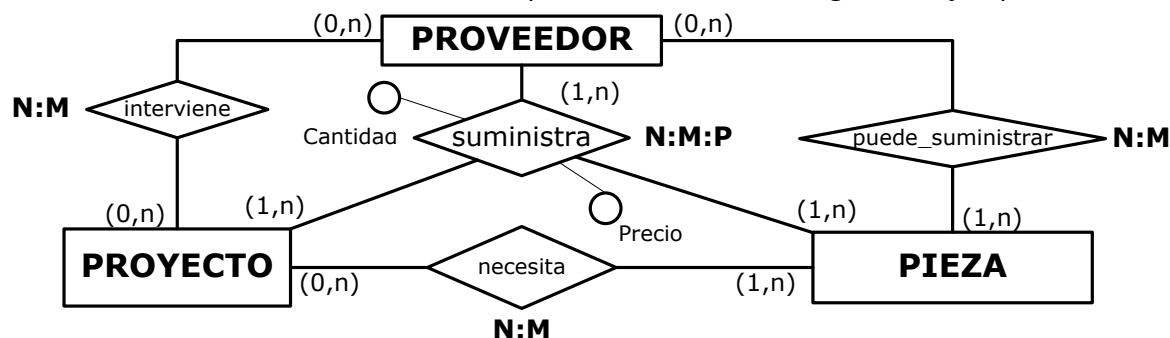 (0,n)
PROVEEDOR
(0,n)
N:M
interviene
(1,n)
Cantidad
suministra
N:M:P
puede_suministrar
N:M
(0,n)
(1,n)
(1,n)
(1,n)
Precio
PROYECTO
necesita
PIEZA
(0,n)
(1,n)
N:M